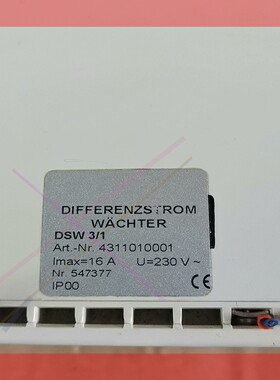 DIFFERENZSTROM
WÄCHTER
DSW 3/1
Art.-Nr. 4311010001
Imax=16 A U=230 V ~
Nr. 547377
IP00 CE